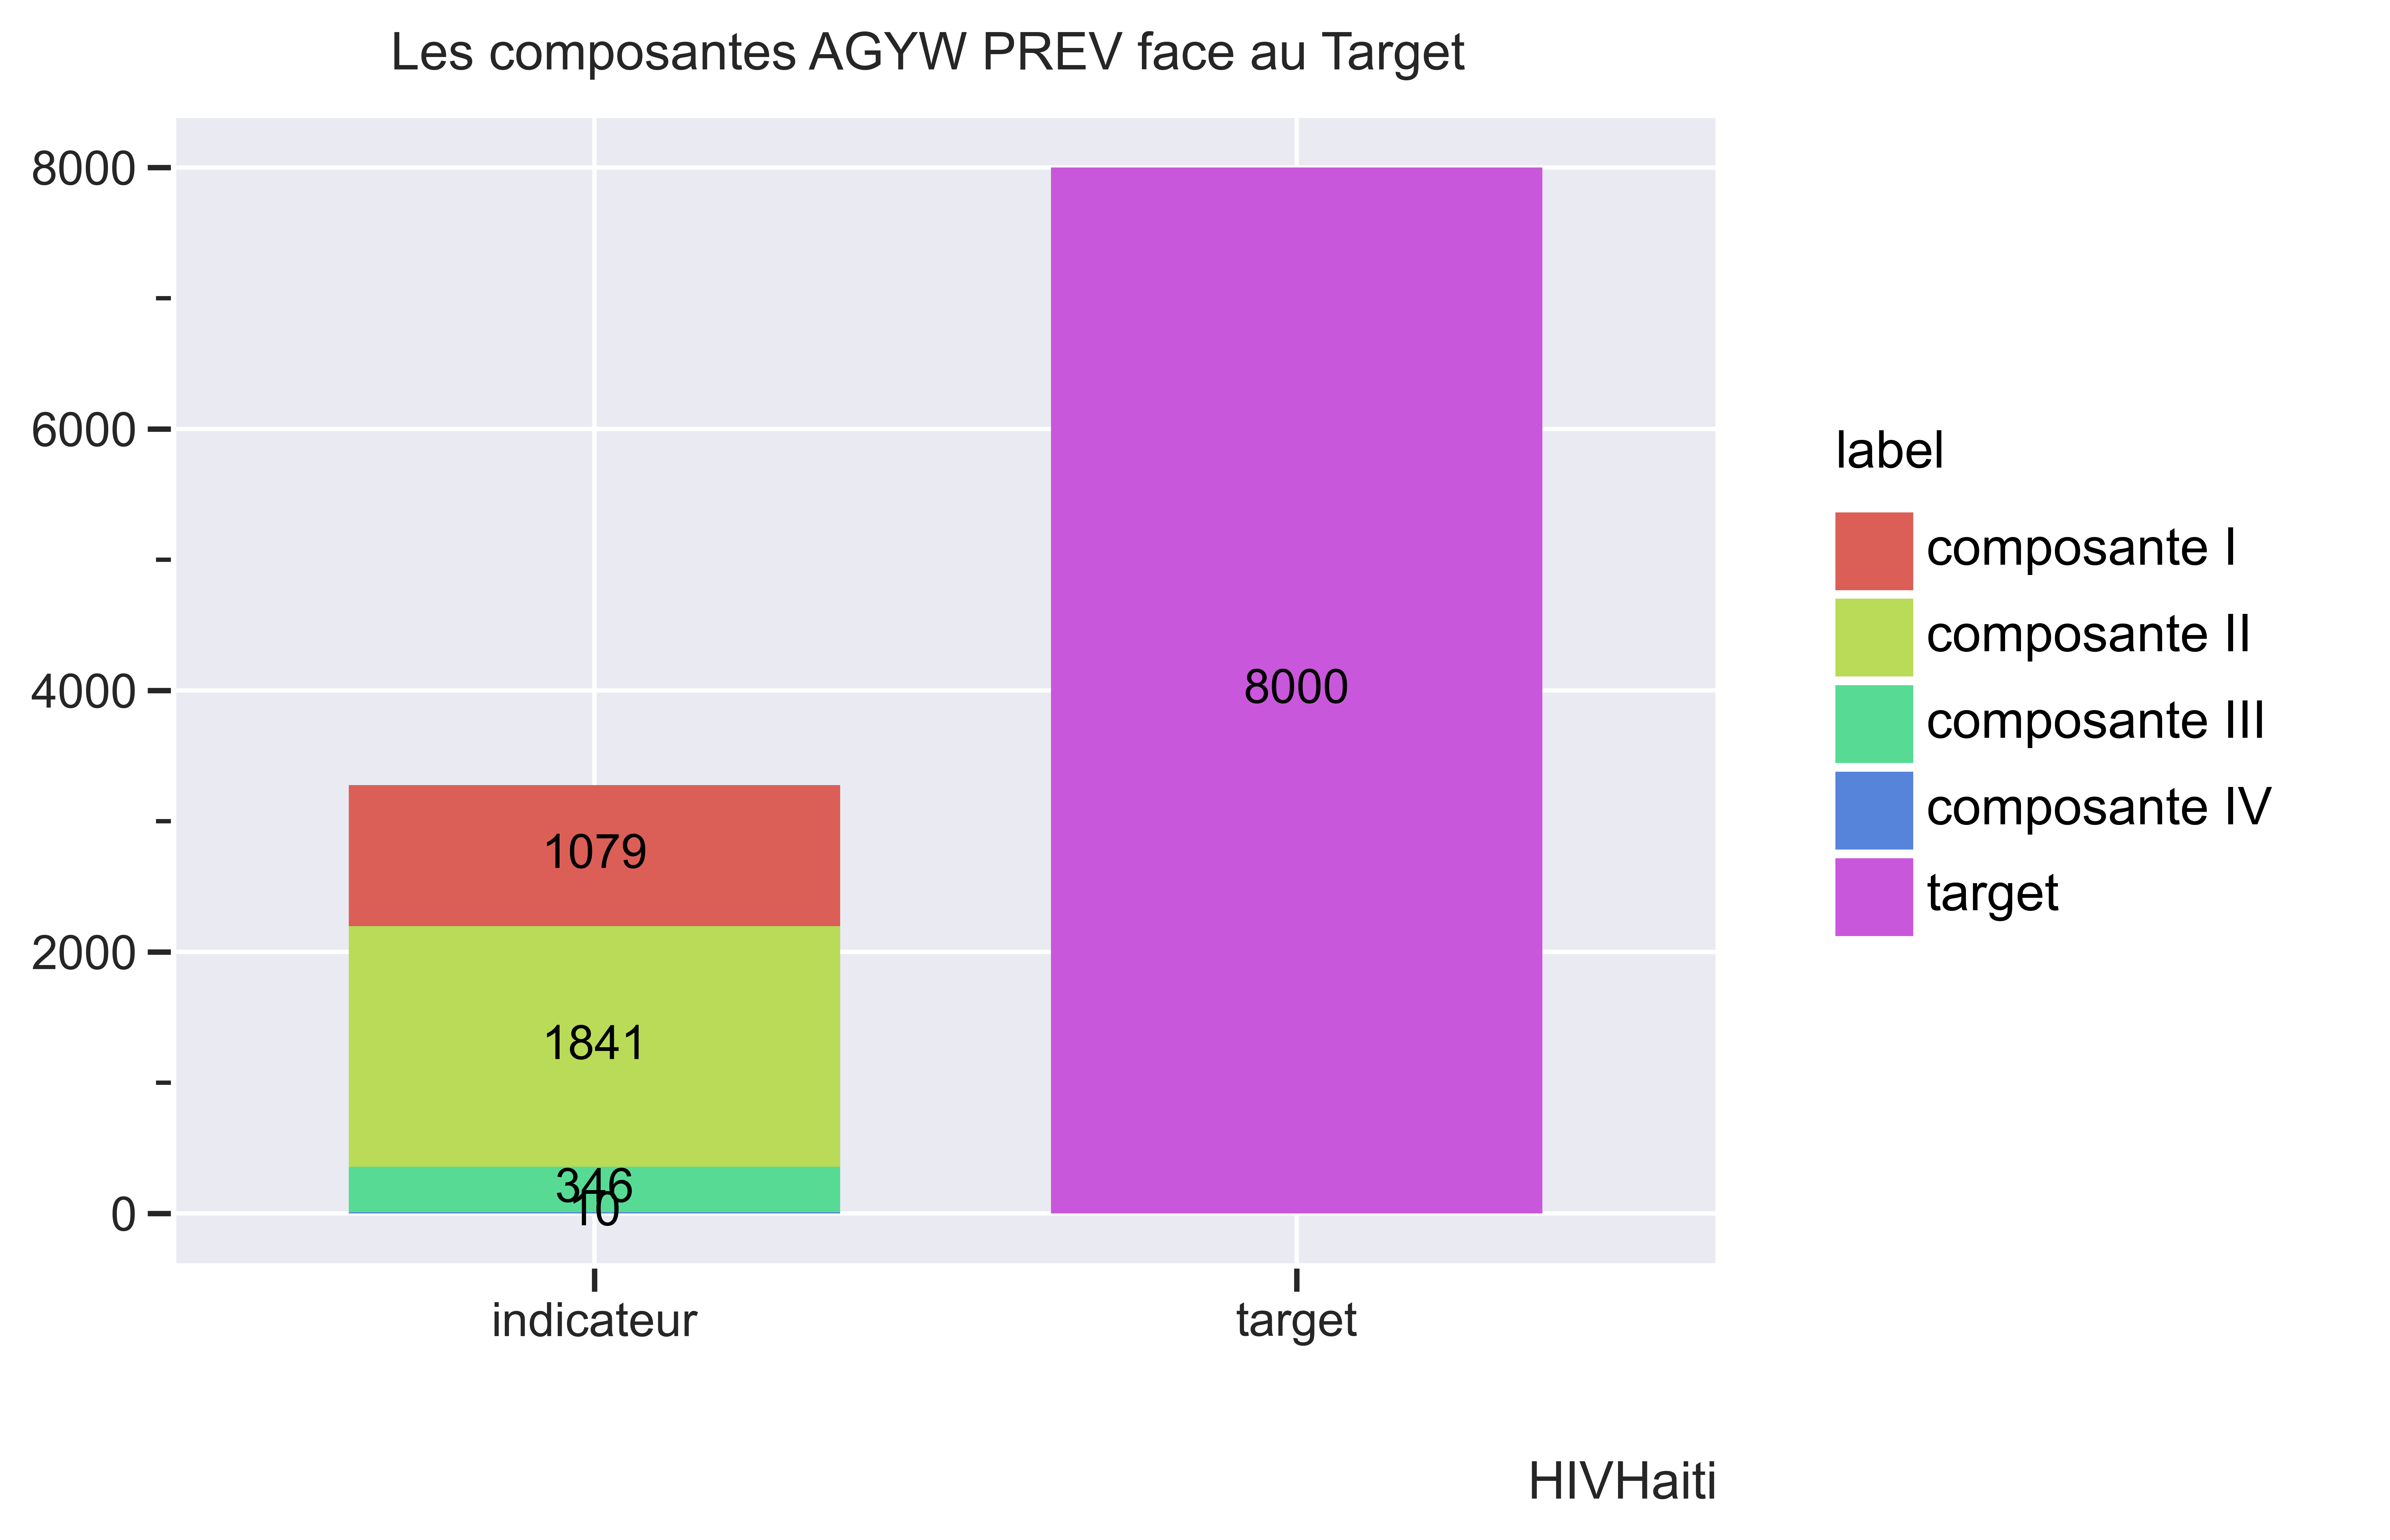 Les composantes AGYW PREV face au Target
8000
6000
4000
2000
0
1079
1841
346
10
8000
indicateur
target
label
composante I
composante II
composante III
composante IV
target
HIVHaiti